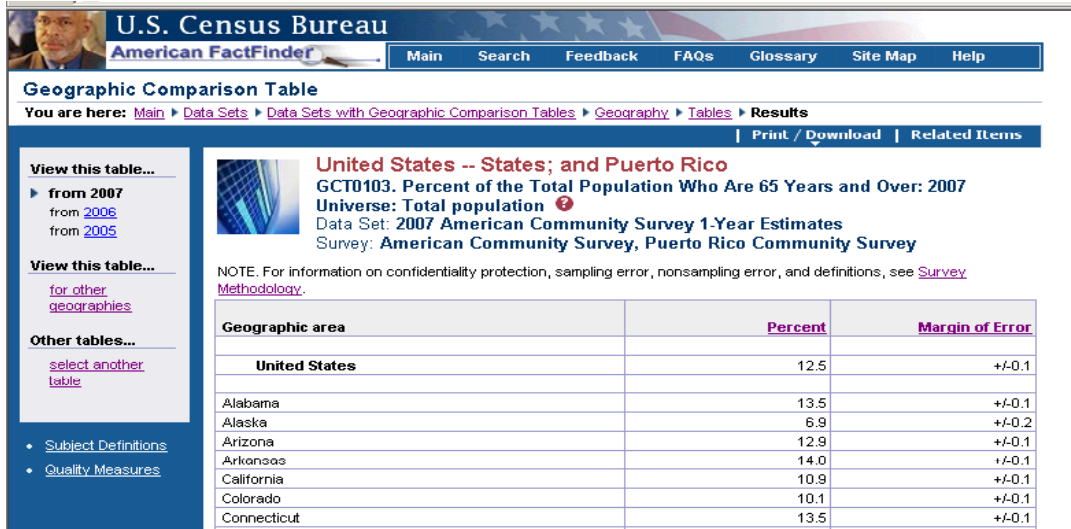 U.S. Census Bureau
American FactFinder
Main Search Feedback FAQs Glossary Site Map Help
Geographic Comparison Table
You are here: Main ▶ Data Sets ▶ Data Sets with Geographic Comparison Tables ▶ Geography ▶ Tables ▶ Results
| Print / Download | Related Items
View this table...
from 2007
from 2006
from 2005
View this table...
for other
geographies
Other tables...
select another
table
• Subject Definitions
• Quality Measures
United States -- States; and Puerto Rico
GCT0103. Percent of the Total Population Who Are 65 Years and Over: 2007
Universe: Total population ?
Data Set: 2007 American Community Survey 1-Year Estimates
Survey: American Community Survey, Puerto Rico Community Survey
NOTE. For information on confidentiality protection, sampling error, nonsampling error, and definitions, see Survey
Methodology.
Geographic area Percent Margin of Error
United States 12.5 +/-0.1
Alabama 13.5 +/-0.1
Alaska 6.9 +/-0.2
Arizona 12.9 +/-0.1
Arkansas 14.0 +/-0.1
California 10.9 +/-0.1
Colorado 10.1 +/-0.1
Connecticut 13.5 +/-0.1